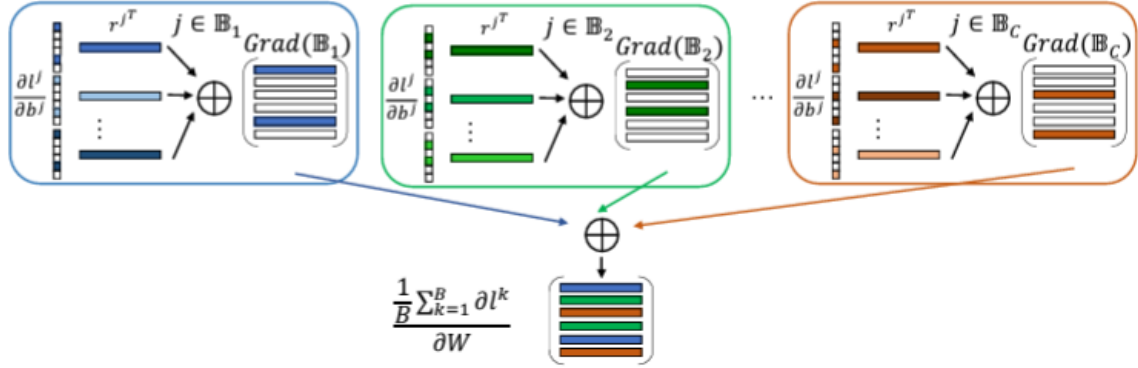 r^{j^T} j ∈ 𝔹_1
Grad(𝔹_1)
∂l^j
∂b^j
⋮
r^{j^T} j ∈ 𝔹_2
Grad(𝔹_2)
∂l^j
∂b^j
⋮
...
r^{j^T} j ∈ 𝔹_C
Grad(𝔹_C)
∂l^j
∂b^j
⋮
1/B ∑_{k=1}^{B} ∂l^k
∂W